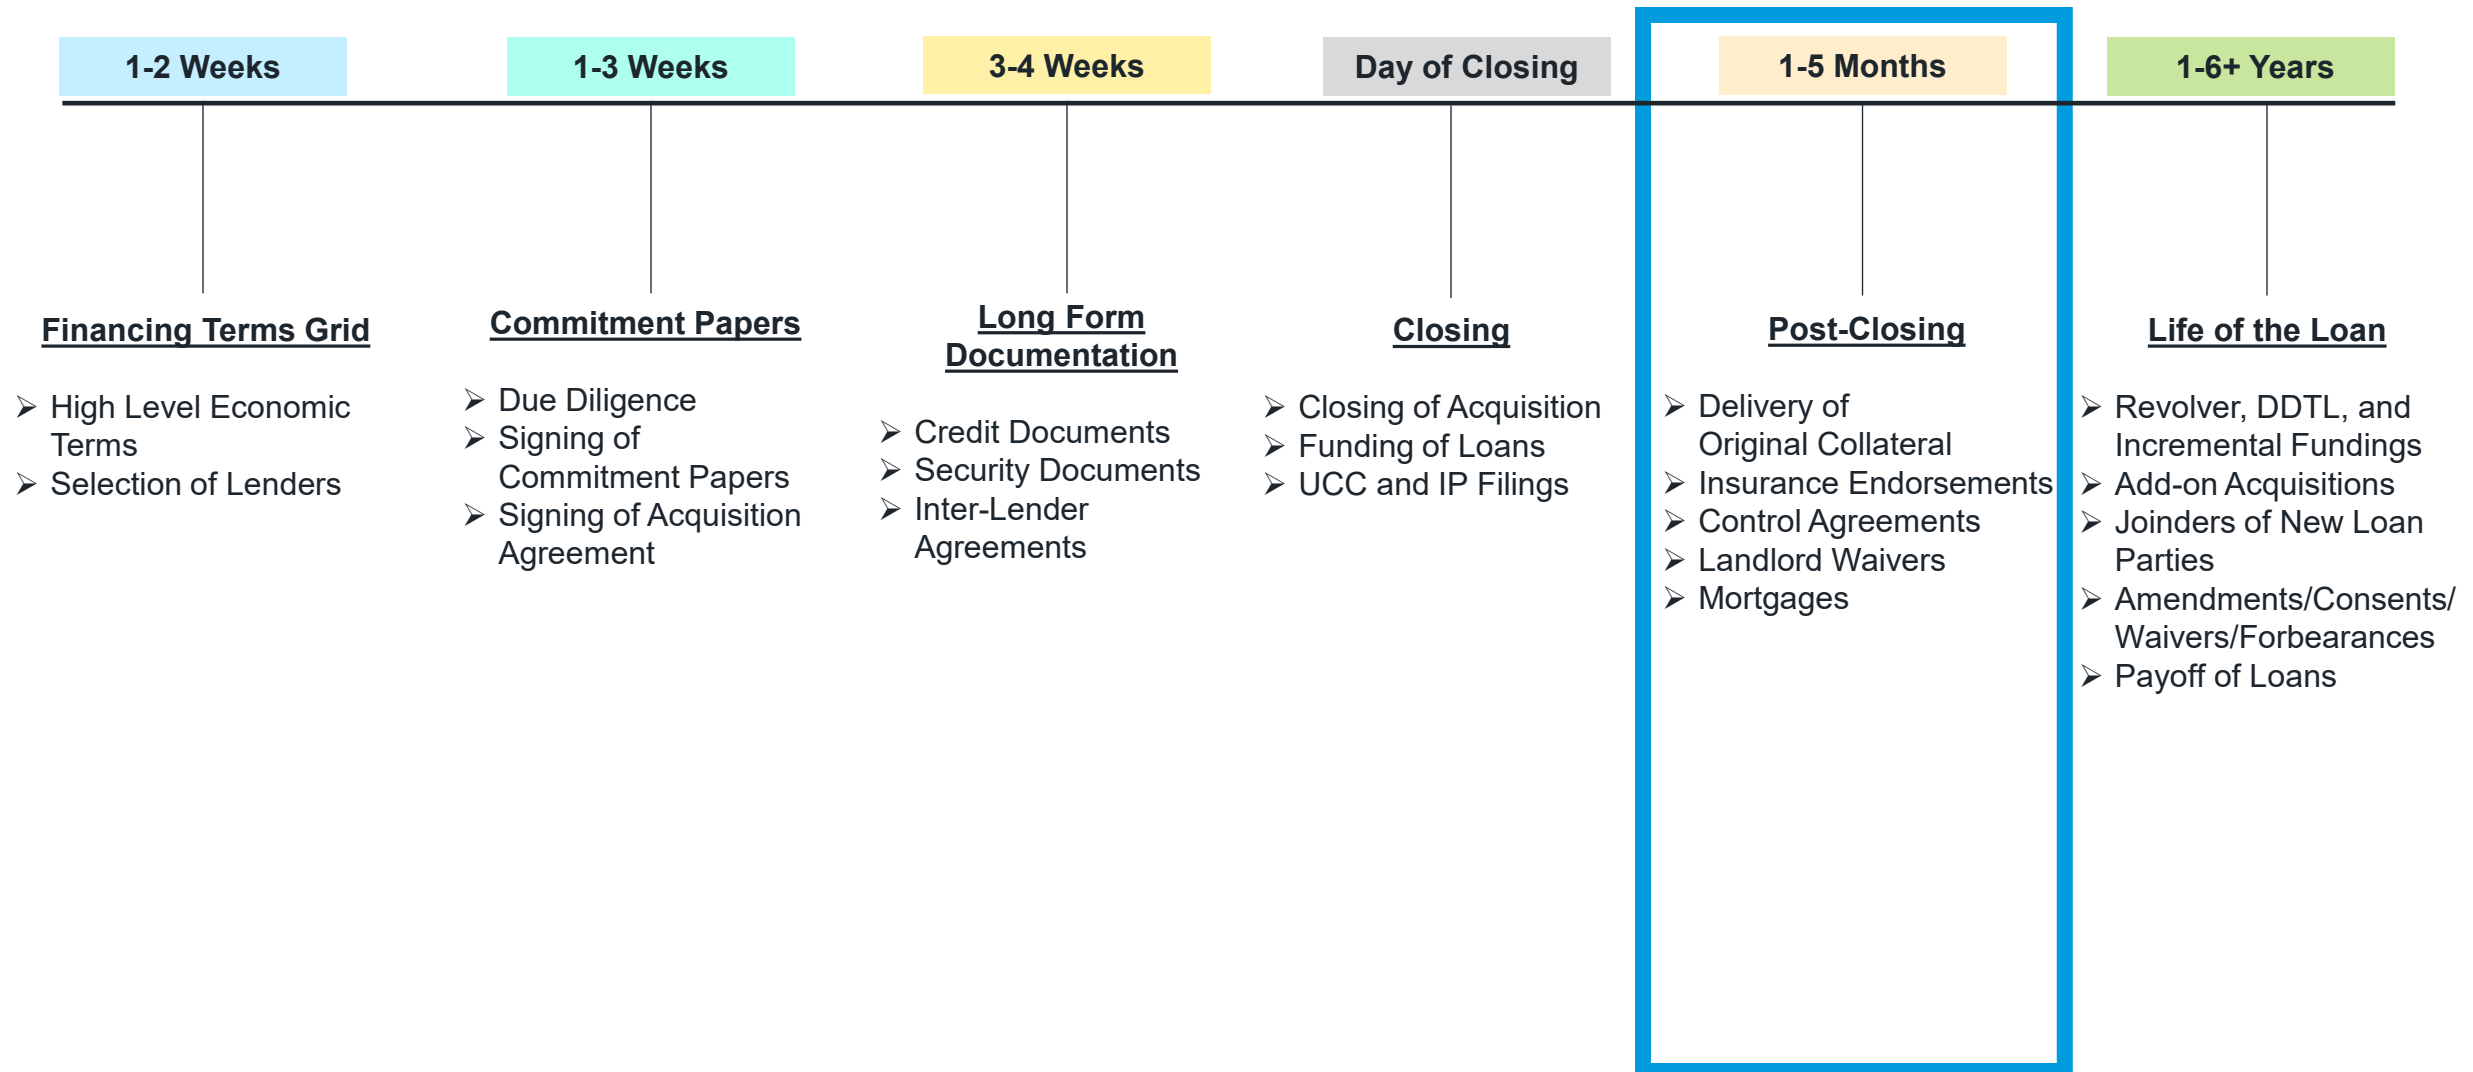 1-2 Weeks
1-3 Weeks
3-4 Weeks
Day of Closing
1-5 Months
1-6+ Years
Financing Terms Grid
➢ High Level Economic
Terms
➢ Selection of Lenders
Commitment Papers
➢ Due Diligence
➢ Signing of
Commitment Papers
➢ Signing of Acquisition
Agreement
Long Form
Documentation
➢ Credit Documents
➢ Security Documents
➢ Inter-Lender
Agreements
Closing
➢ Closing of Acquisition
➢ Funding of Loans
➢ UCC and IP Filings
Post-Closing
➢ Delivery of
Original Collateral
➢ Insurance Endorsements
➢ Control Agreements
➢ Landlord Waivers
➢ Mortgages
Life of the Loan
➢ Revolver, DDTL, and
Incremental Fundings
➢ Add-on Acquisitions
➢ Joinders of New Loan
Parties
➢ Amendments/Consents/
Waivers/Forbearances
➢ Payoff of Loans